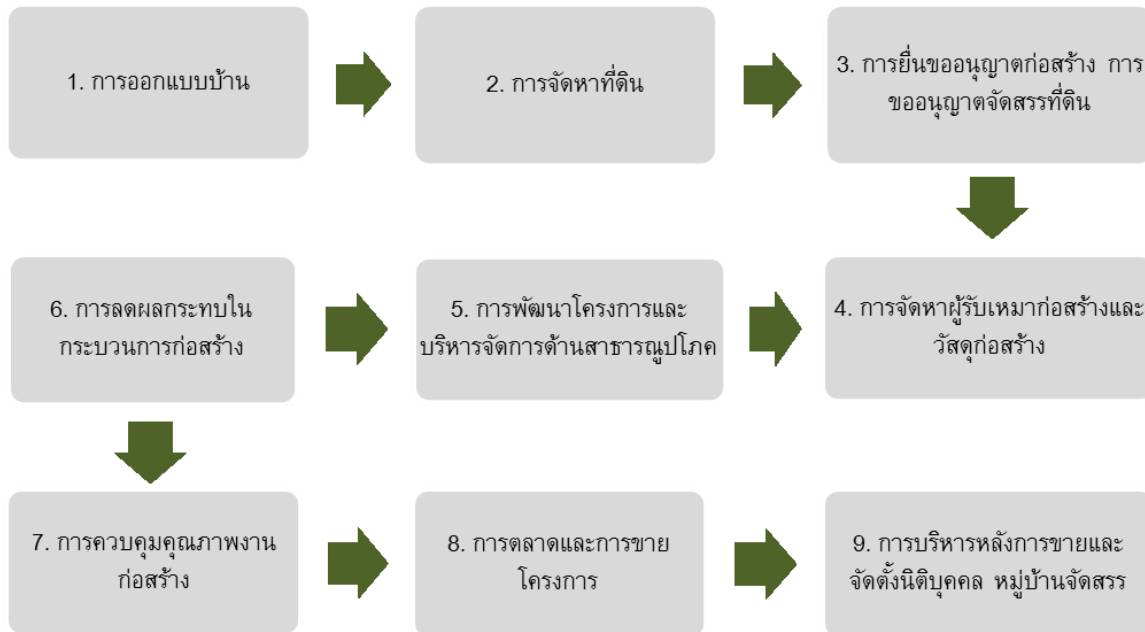 1. การออกแบบบ้าน
2. การจัดหาที่ดิน
3. การยื่นขออนุญาตก่อสร้าง การ
ขออนุญาตจัดสรรที่ดิน
4. การจัดหาผู้รับเหมาก่อสร้างและ
วัสดุก่อสร้าง
5. การพัฒนาโครงการและ
บริหารจัดการด้านสาธารณูปโภค
6. การลดผลกระทบใน
กระบวนการก่อสร้าง
7. การควบคุมคุณภาพงาน
ก่อสร้าง
8. การตลาดและการขาย
โครงการ
9. การบริหารหลังการขายและ
จัดตั้งนิติบุคคล หมู่บ้านจัดสรร